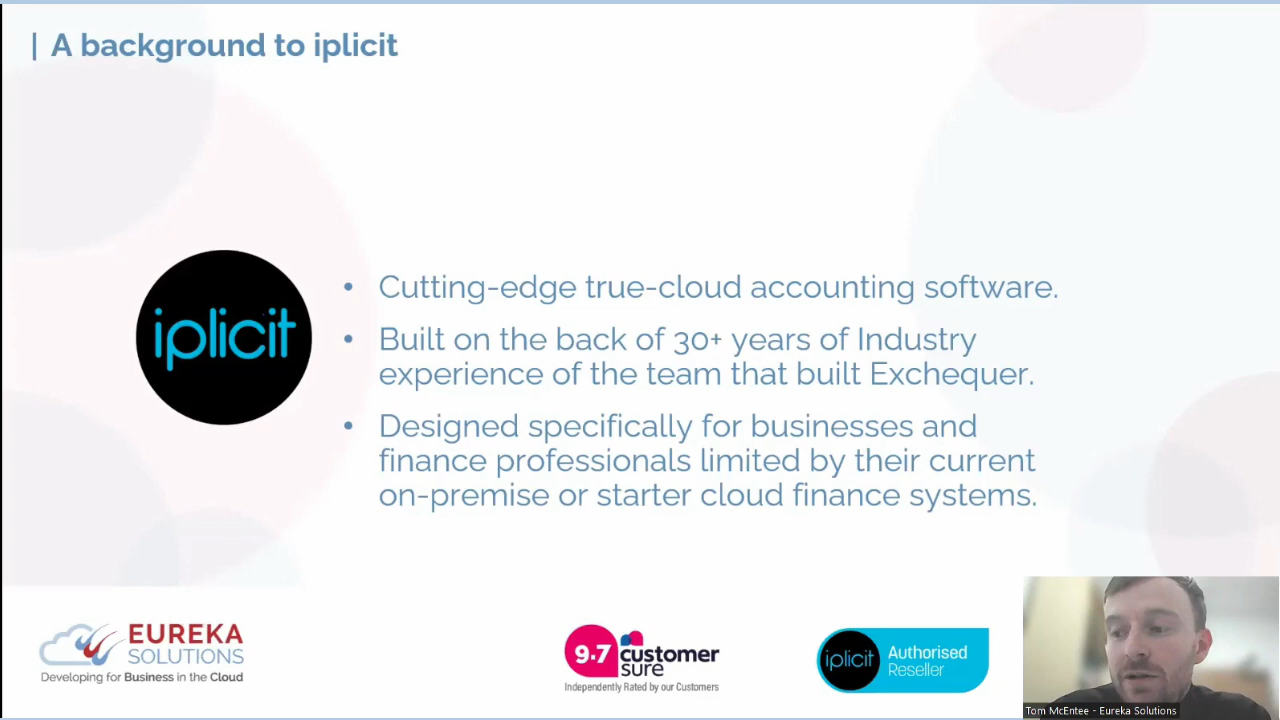 | A background to iplicit
iplicit
• Cutting-edge true-cloud accounting software.
• Built on the back of 30+ years of Industry
experience of the team that built Exchequer.
• Designed specifically for businesses and
finance professionals limited by their current
on-premise or starter cloud finance systems.
EUREKA
SOLUTIONS
Developing for Business in the Cloud
9.7 customer
sure
Independently Rated by our Customers
iplicit Authorised
Reseller
Tom McEntee - Eureka Solutions